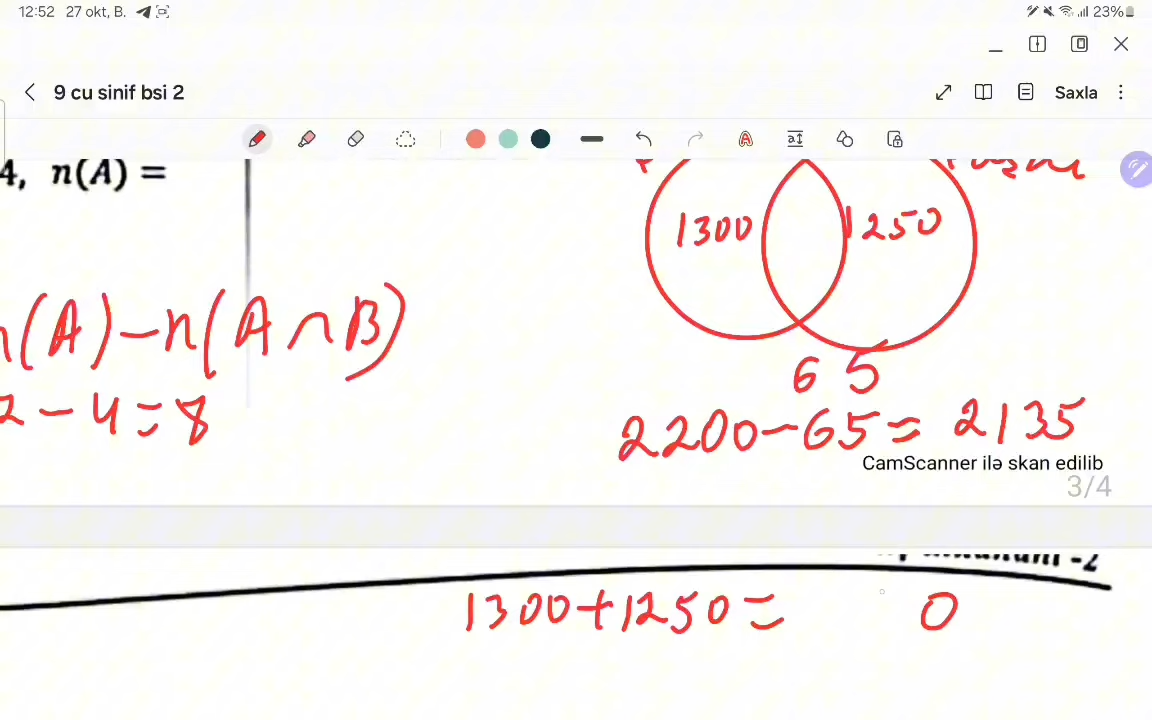 12:52 27 okt, B. 23%
9 cu sinif bsi 2
Saxla
4, n(A) =
1300
1250
(A)-n(A∩B)
2-4=8
65
2200-65= 2135
CamScanner ilə skan edilib
3/4
-2
1300+1250= 0